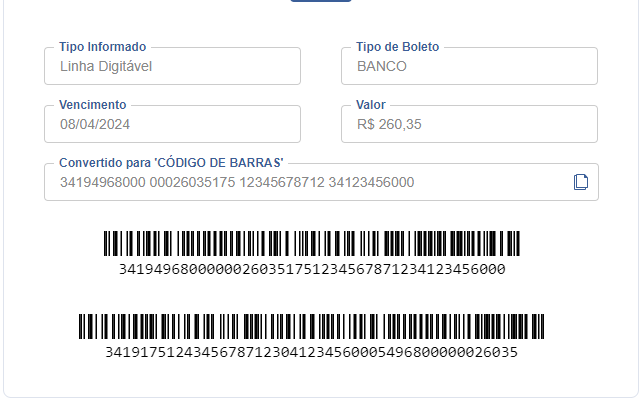 Tipo Informado
Linha Digitável
Tipo de Boleto
BANCO
Vencimento
08/04/2024
Valor
R$ 260,35
Convertido para 'CÓDIGO DE BARRAS'
34194968000 00026035175 12345678712 34123456000
34194968000000260351751234567871234123456000
34191751243456787123041234560005496800000026035